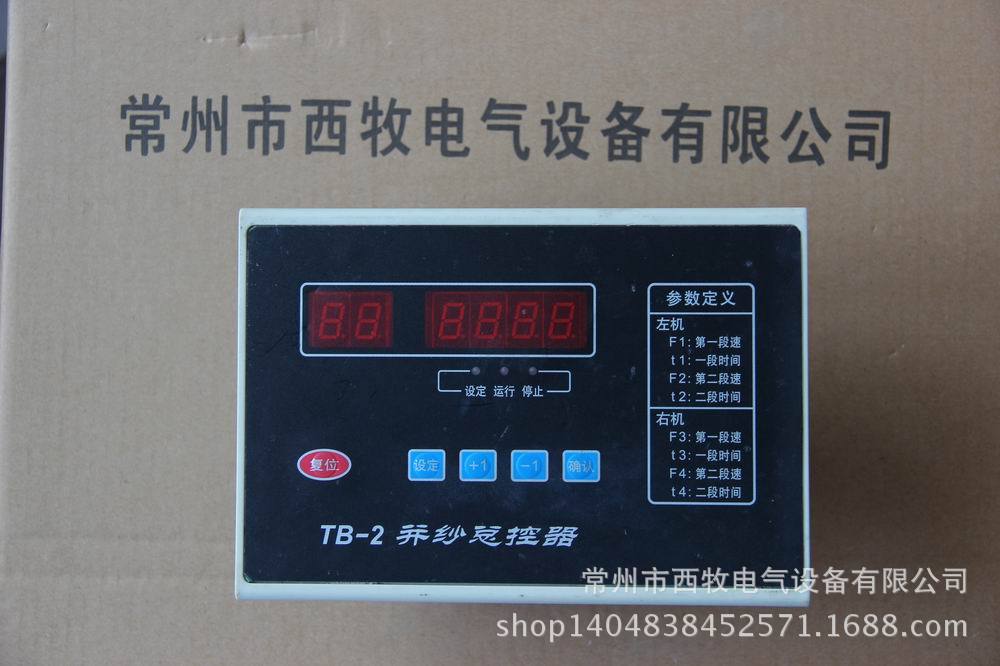 常州市西牧电气设备有限公司
88 8888
设定 运行 停止
复位
设定
+1
-1
确认
TB-2 并纱总控器
参数定义
左机
F1:第一段速
t1:一段时间
F2:第二段速
t2:二段时间
右机
F3:第一段速
t3:一段时间
F4:第二段速
t4:二段时间
常州市西牧电气设备有限公司
shop1404838452571.1688.com